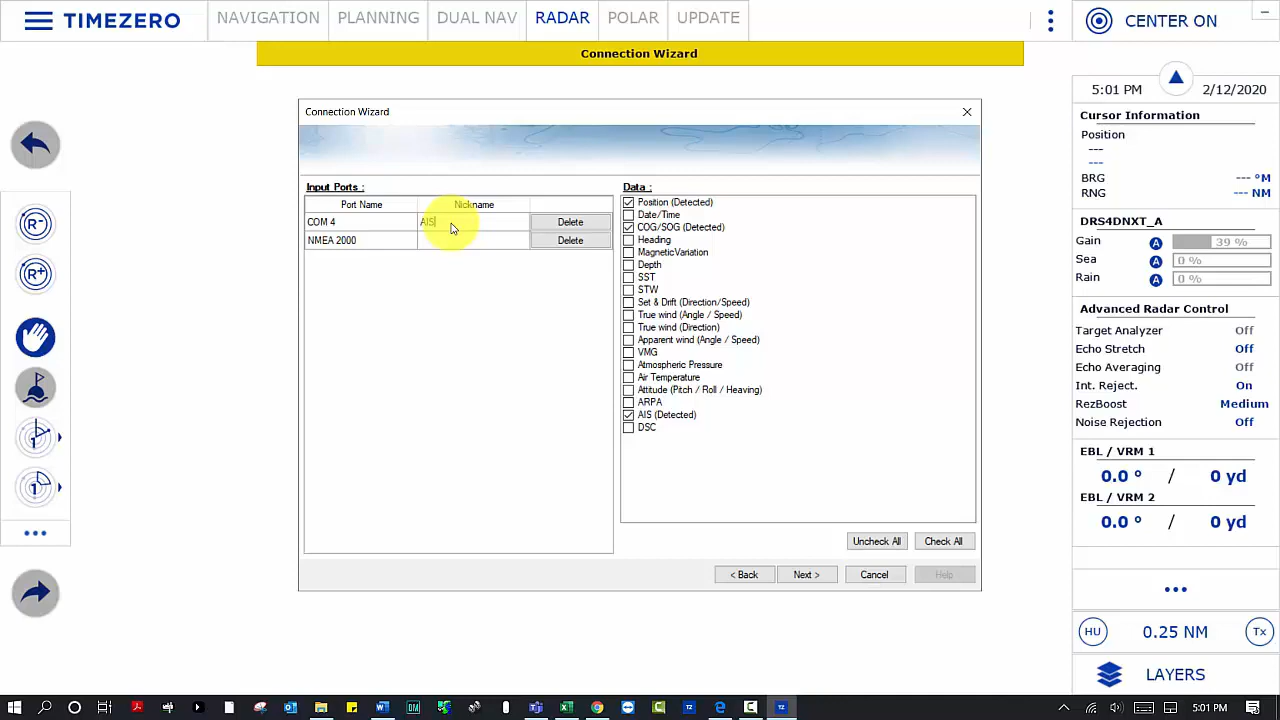 TIMEZERO
NAVIGATION PLANNING DUAL NAV RADAR POLAR UPDATE
CENTER ON
Connection Wizard
5:01 PM 2/12/2020
Cursor Information
Position
---
---
BRG --- °M
RNG --- NM
DRS4DNXT_A
Gain A 39 %
Sea A 0 %
Rain A 0 %
Advanced Radar Control
Target Analyzer Off
Echo Stretch Off
Echo Averaging Off
Int. Reject. On
RezBoost Medium
Noise Rejection Off
EBL / VRM 1
0.0 ° / 0 yd
EBL / VRM 2
0.0 ° / 0 yd
HU 0.25 NM Tx
LAYERS
R-
R+
1
1
Connection Wizard
Input Ports :
Port Name Nickname
COM 4 AIS Delete
NMEA 2000 Delete
Data :
Position (Detected)
Date/Time
COG/SOG (Detected)
Heading
MagneticVariation
Depth
SST
STW
Set & Drift (Direction/Speed)
True wind (Angle / Speed)
True wind (Direction)
Apparent wind (Angle / Speed)
VMG
Atmospheric Pressure
Air Temperature
Attitude (Pitch / Roll / Heaving)
ARPA
AIS (Detected)
DSC
Uncheck All Check All
< Back Next > Cancel Help
5:01 PM